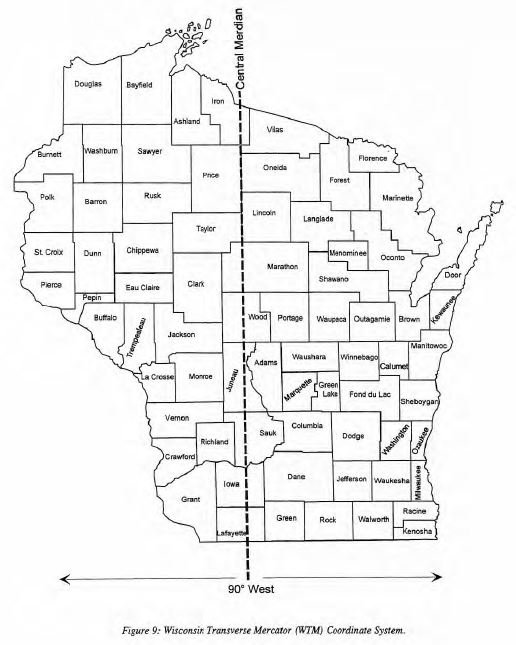 Central Merdian
Douglas
Bayfield
Iron
Ashland
Vilas
Burnett
Washburn
Sawyer
Price
Oneida
Forest
Florence
Marinette
Polk
Barron
Rusk
Lincoln
Langlade
Taylor
St. Croix
Dunn
Chippewa
Marathon
Menominee
Oconto
Shawano
Door
Pierce
Pepin
Eau Claire
Clark
Buffalo
Trempealeau
Jackson
Wood
Portage
Waupaca
Outagamie
Brown
Kewaunee
Manitowoc
La Crosse
Monroe
Juneau
Adams
Waushara
Winnebago
Calumet
Marquette
Green
Lake
Fond du Lac
Sheboygan
Vernon
Richland
Sauk
Columbia
Dodge
Washington
Ozaukee
Crawford
Grant
Iowa
Dane
Jefferson
Waukesha
Milwaukee
Lafayette
Green
Rock
Walworth
Racine
Kenosha
90° West
Figure 9: Wisconsin Transverse Mercator (WTM) Coordinate System.